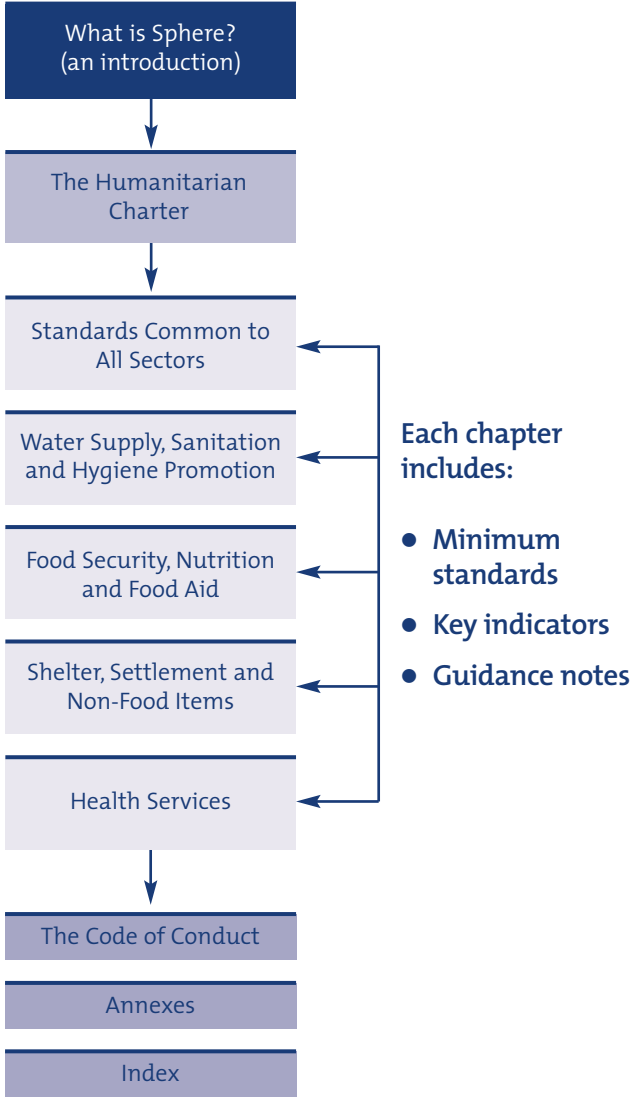 What is Sphere?
(an introduction)
The Humanitarian
Charter
Standards Common to
All Sectors
Water Supply, Sanitation
and Hygiene Promotion
Food Security, Nutrition
and Food Aid
Shelter, Settlement and
Non-Food Items
Health Services
Each chapter
includes:
● Minimum
standards
● Key indicators
● Guidance notes
The Code of Conduct
Annexes
Index